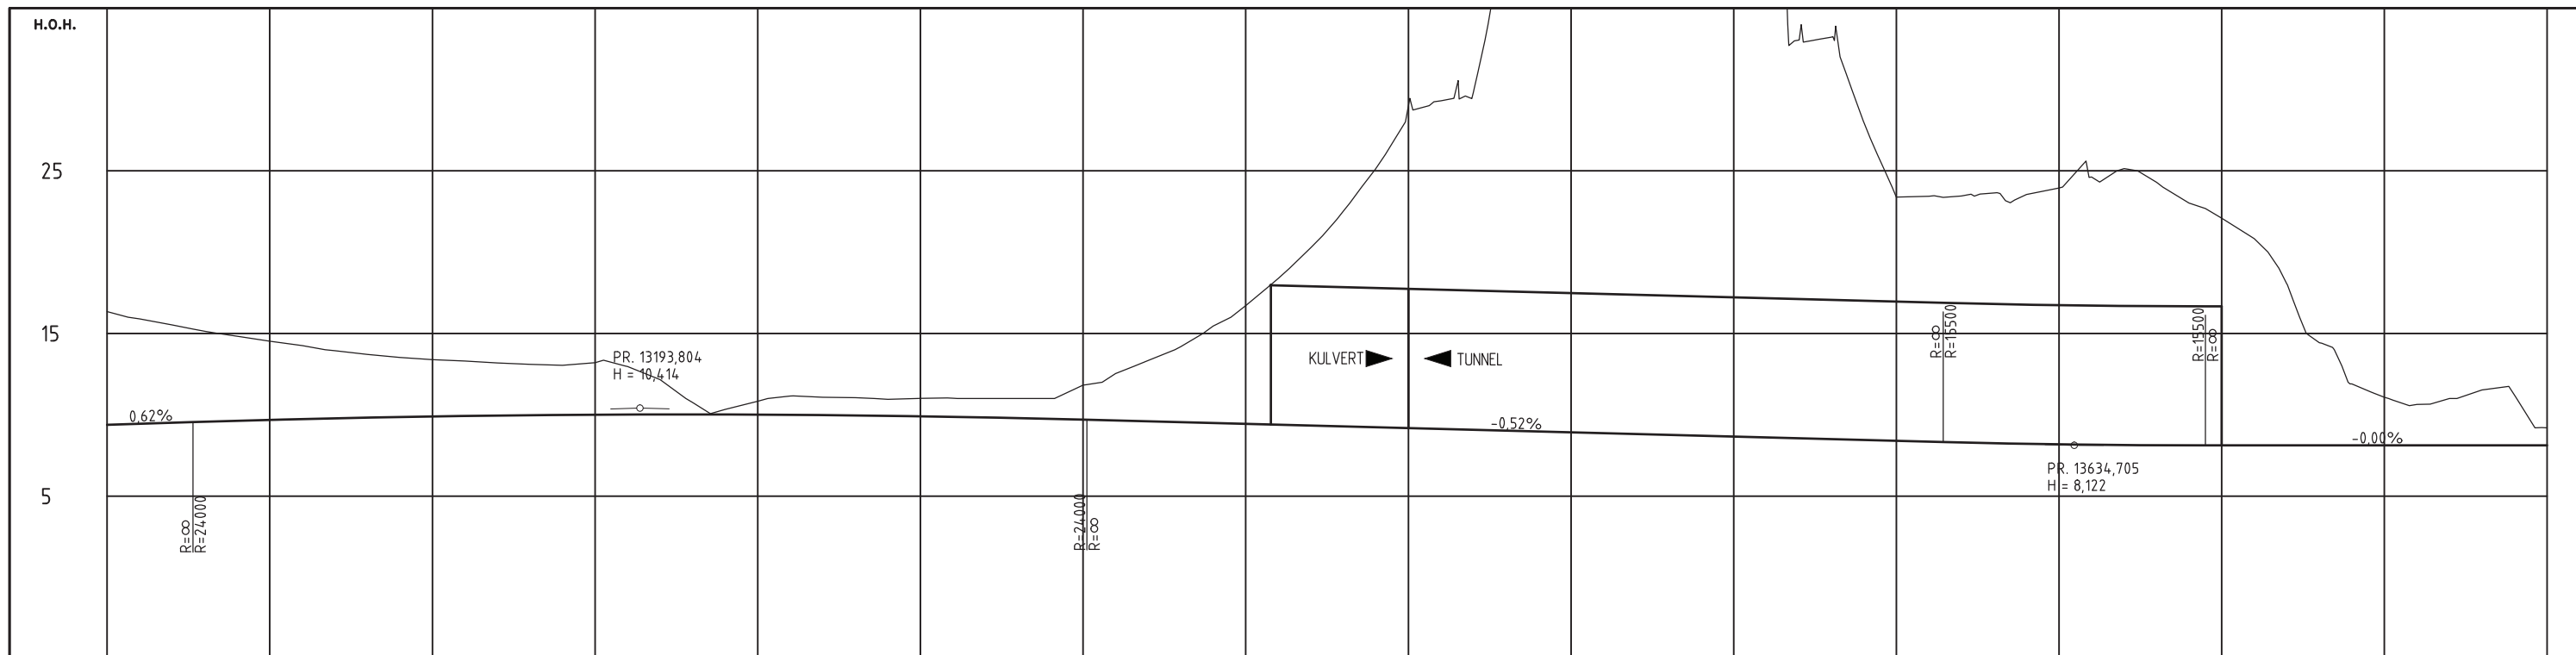 H.O.H.
25
15
5
0,62%
R=∞
R=24000
PR. 13193,804
H = 10,414
R=24000
R=∞
KULVERT
TUNNEL
-0,52%
R=∞
R=15500
PR. 13634,705
H = 8,122
R=15500
R=∞
-0,00%